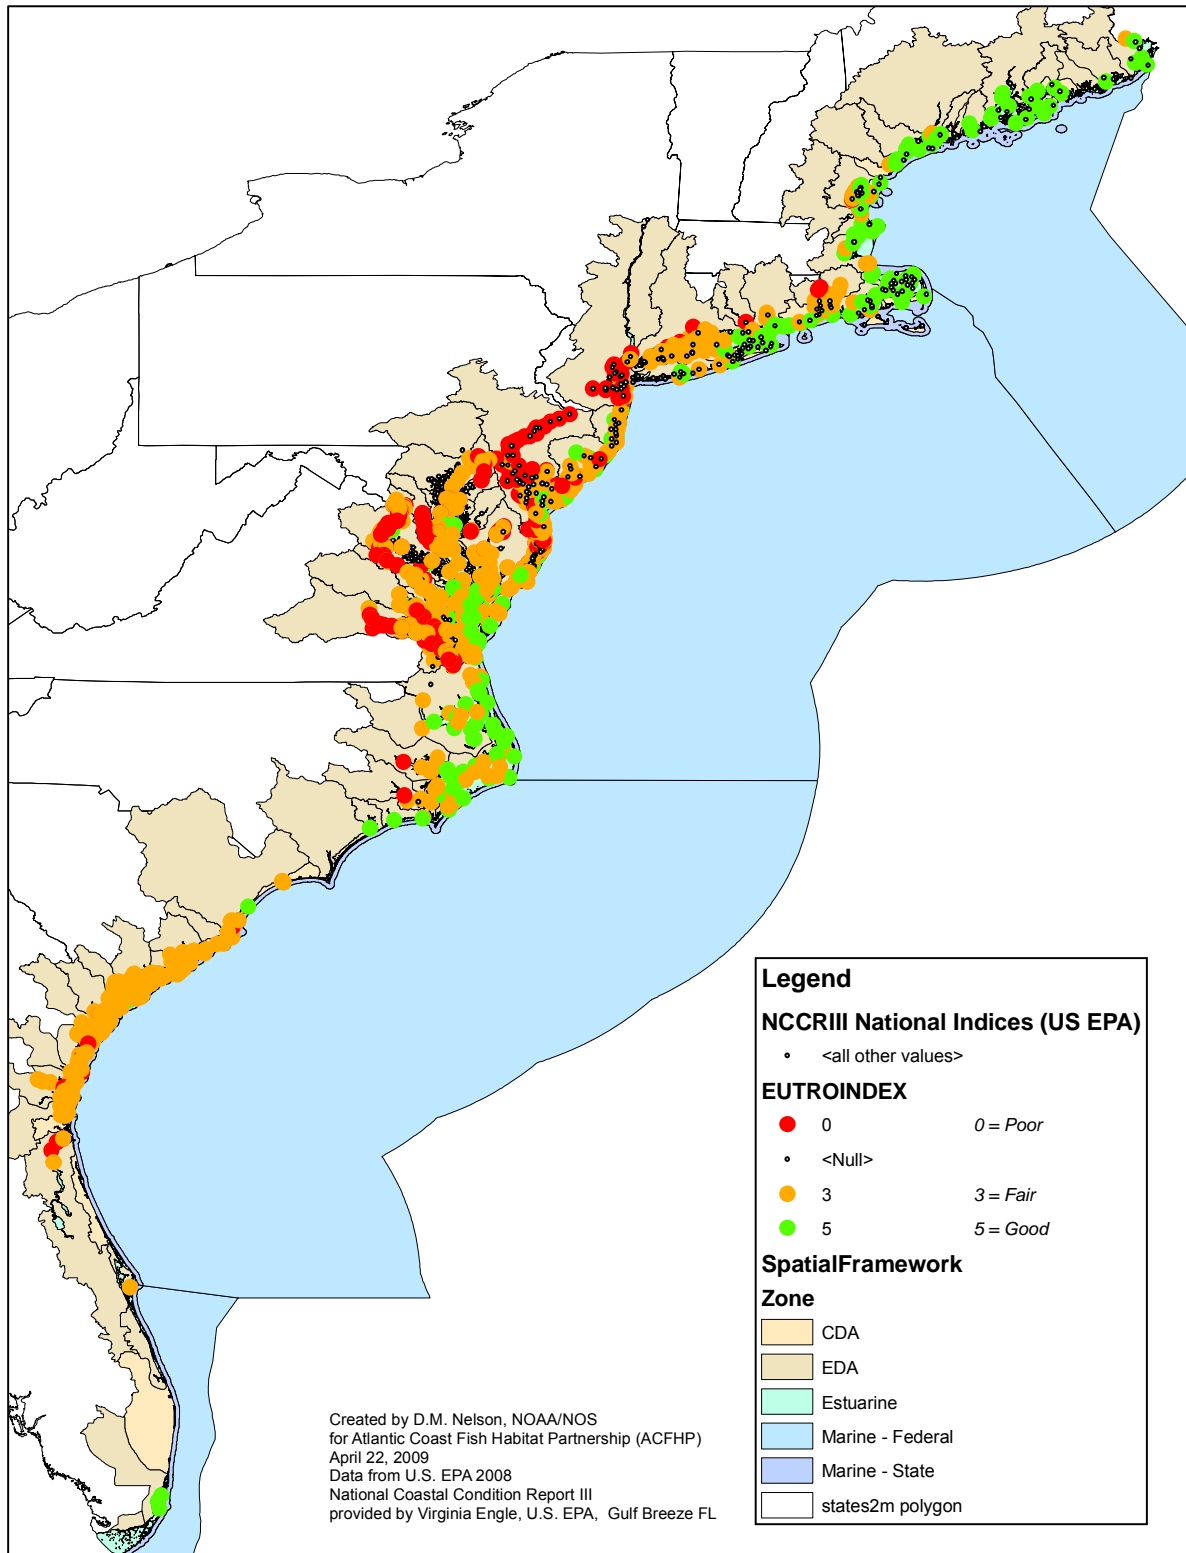 Legend
NCCRIII National Indices (US EPA)
<all other values>
EUTROINDEX
0 0 = Poor
<Null>
3 3 = Fair
5 5 = Good
SpatialFramework
Zone
CDA
EDA
Estuarine
Marine - Federal
Marine - State
states2m polygon
Created by D.M. Nelson, NOAA/NOS
for Atlantic Coast Fish Habitat Partnership (ACFHP)
April 22, 2009
Data from U.S. EPA 2008
National Coastal Condition Report III
provided by Virginia Engle, U.S. EPA, Gulf Breeze FL